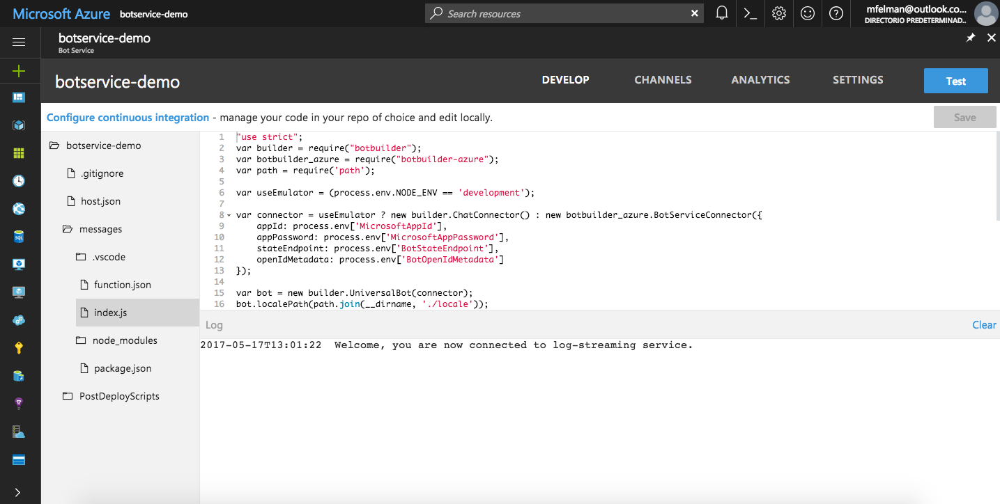 Microsoft Azure botservice-demo
Search resources
mfelman@outlook.co...
DIRECTORIO PREDETERMINAD..
botservice-demo
Bot Service
botservice-demo
DEVELOP
CHANNELS
ANALYTICS
SETTINGS
Test
Configure continuous integration - manage your code in your repo of choice and edit locally.
Save
botservice-demo
.gitignore
host.json
messages
.vscode
function.json
index.js
node_modules
package.json
PostDeployScripts
1 "use strict";
2 var builder = require("botbuilder");
3 var botbuilder_azure = require("botbuilder-azure");
4 var path = require('path');
5
6 var useEmulator = (process.env.NODE_ENV == 'development');
7
8 var connector = useEmulator ? new builder.ChatConnector() : new botbuilder_azure.BotServiceConnector({
9 appId: process.env['MicrosoftAppId'],
10 appPassword: process.env['MicrosoftAppPassword'],
11 stateEndpoint: process.env['BotStateEndpoint'],
12 openIdMetadata: process.env['BotOpenIdMetadata']
13 });
14
15 var bot = new builder.UniversalBot(connector);
16 bot.localePath(path.join(__dirname, './locale'));
Log
Clear
2017-05-17T13:01:22 Welcome, you are now connected to log-streaming service.
SQL